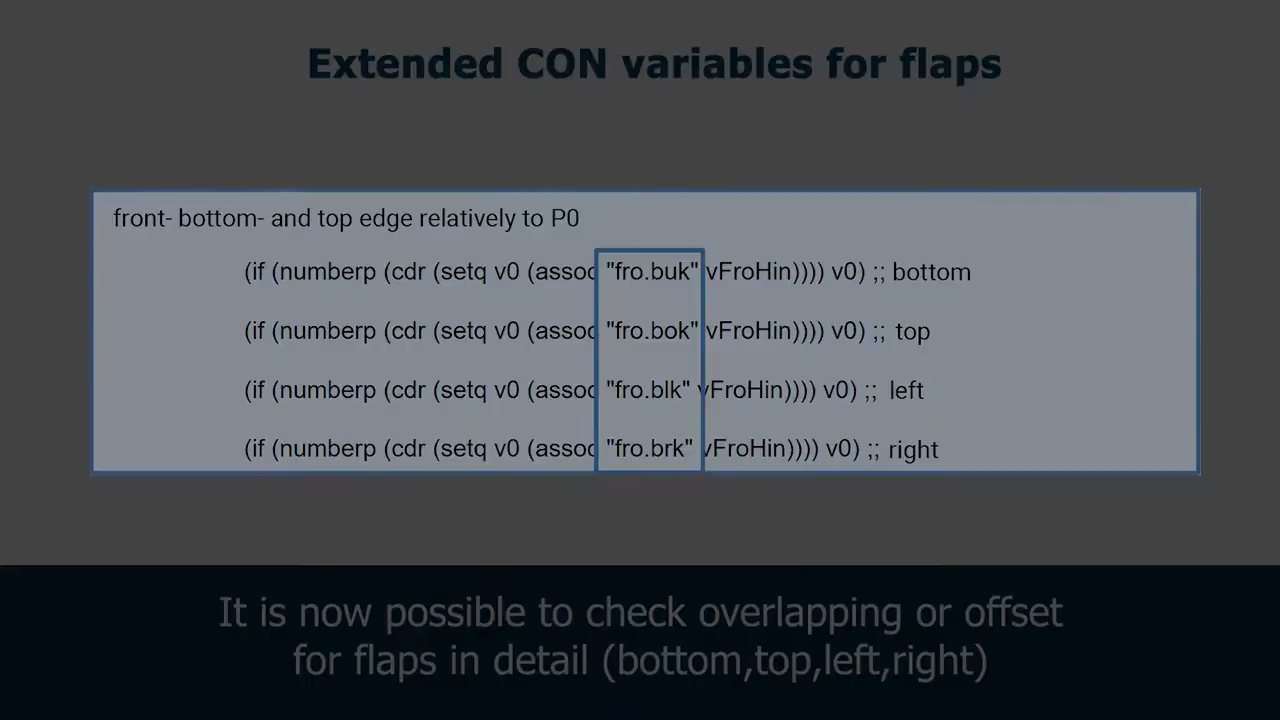 Extended CON variables for flaps
front- bottom- and top edge relatively to P0
(if (numberp (cdr (setq v0 (assoc "fro.buk" vFroHin)))) v0) ;; bottom
(if (numberp (cdr (setq v0 (assoc "fro.bok" vFroHin)))) v0) ;; top
(if (numberp (cdr (setq v0 (assoc "fro.blk" vFroHin)))) v0) ;; left
(if (numberp (cdr (setq v0 (assoc "fro.brk" vFroHin)))) v0) ;; right
It is now possible to check overlapping or offset
for flaps in detail (bottom,top,left,right)